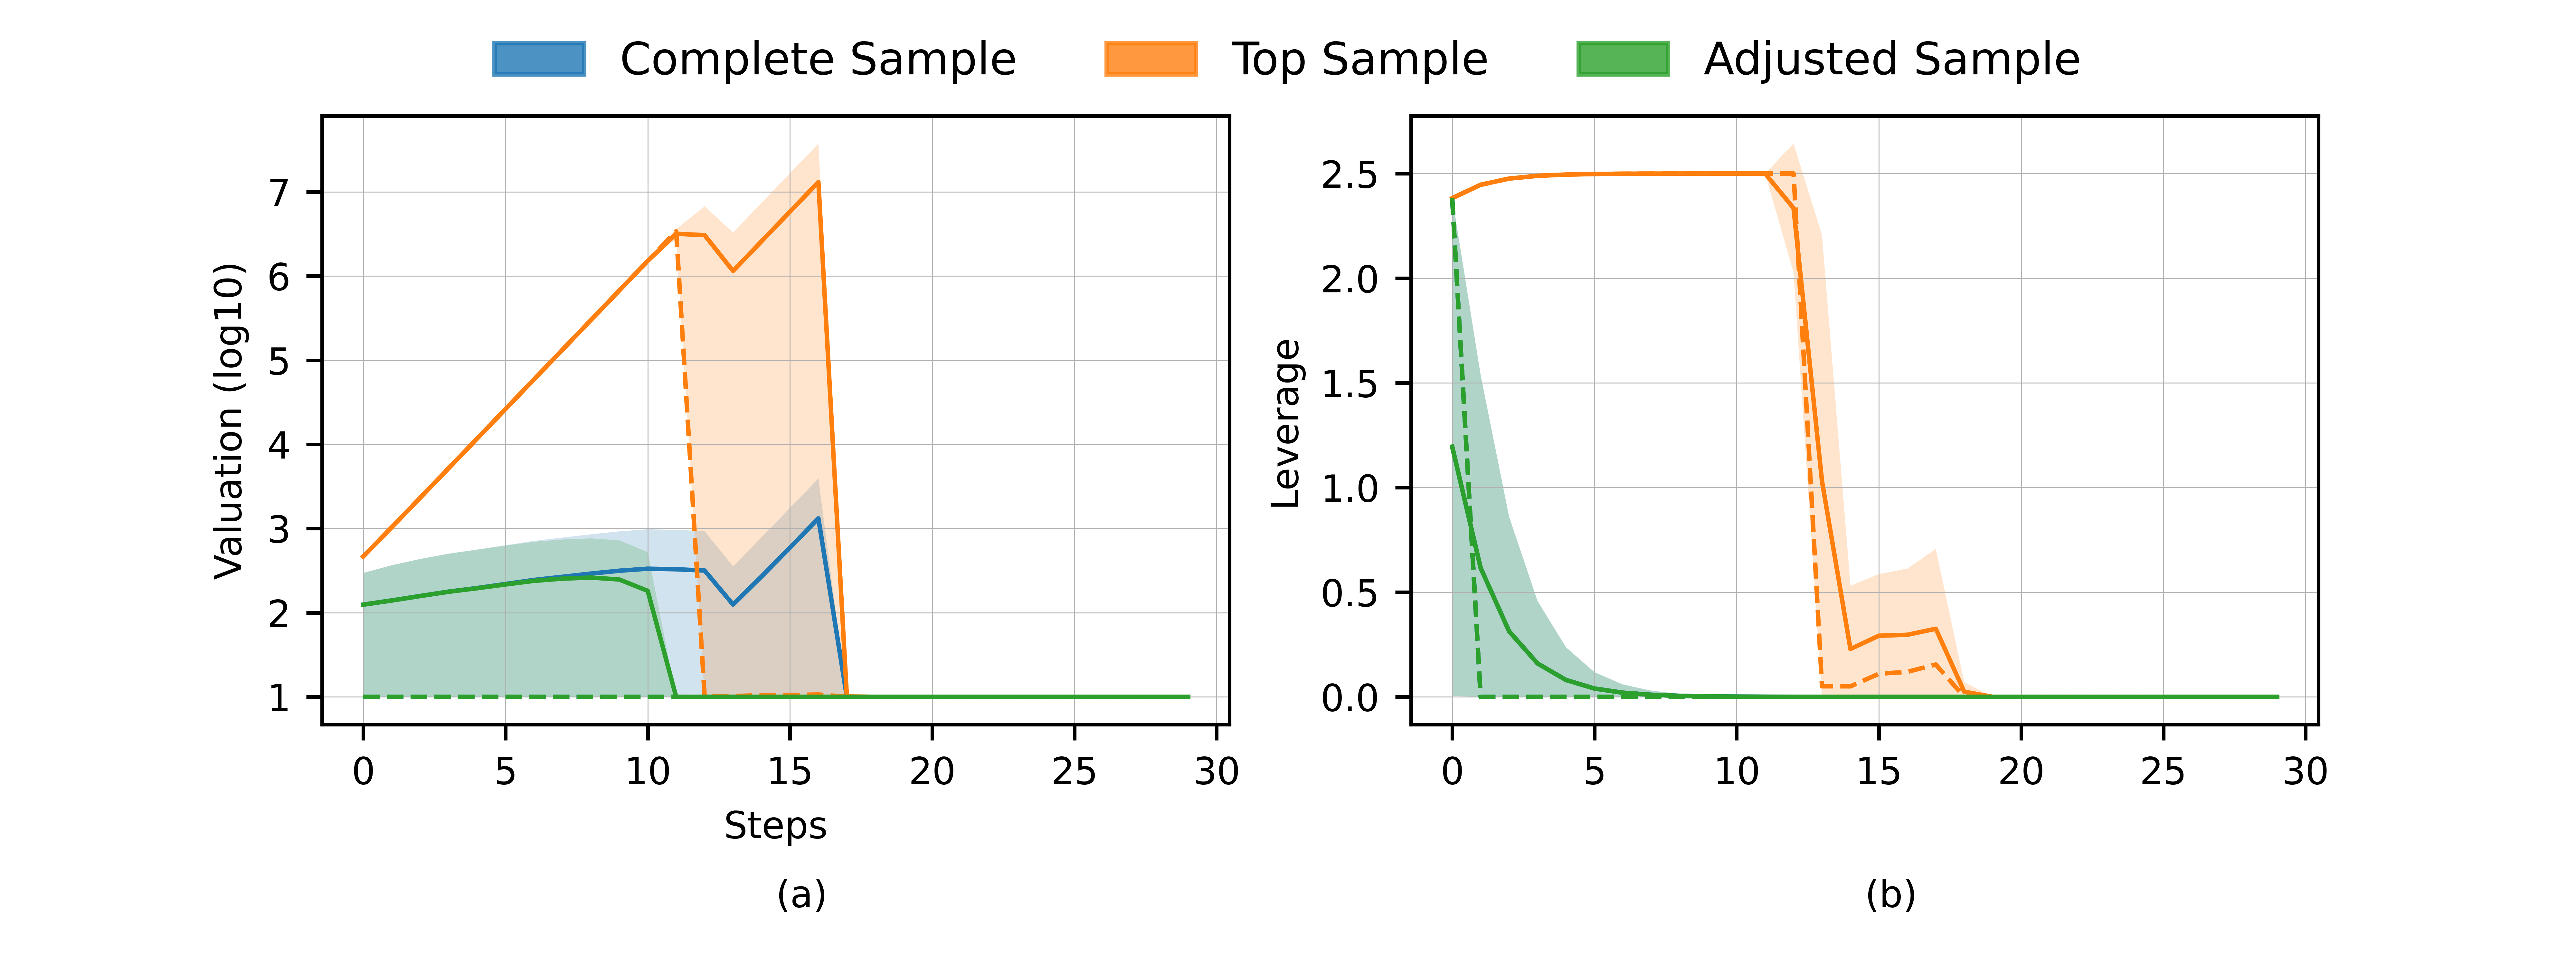 Complete Sample Top Sample Adjusted Sample
Valuation (log10)
7
6
5
4
3
2
1
0 5 10 15 20 25 30
Steps
(a)
Leverage
2.5
2.0
1.5
1.0
0.5
0.0
0 5 10 15 20 25 30
(b)